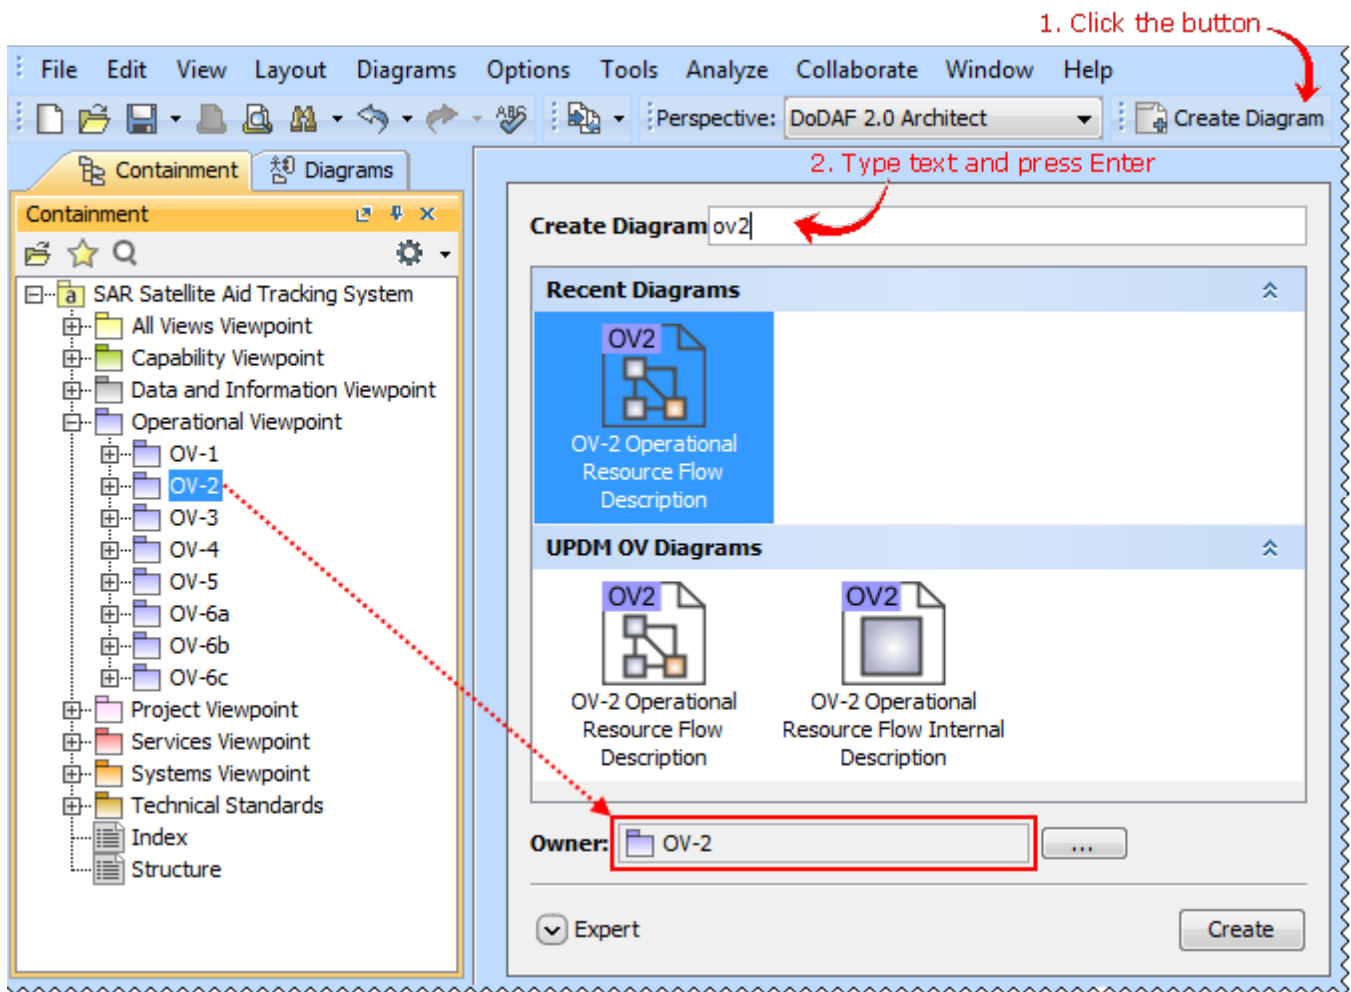 1. Click the button
File Edit View Layout Diagrams Options Tools Analyze Collaborate Window Help
ABC Perspective: DoDAF 2.0 Architect Create Diagram
Containment Diagrams
2. Type text and press Enter
Containment
Create Diagram ov2
a SAR Satellite Aid Tracking System
All Views Viewpoint
Capability Viewpoint
Data and Information Viewpoint
Operational Viewpoint
OV-1
OV-2
OV-3
OV-4
OV-5
OV-6a
OV-6b
OV-6c
Project Viewpoint
Services Viewpoint
Systems Viewpoint
Technical Standards
Index
Structure
Recent Diagrams
OV2
OV-2 Operational
Resource Flow
Description
UPDM OV Diagrams
OV2
OV-2 Operational
Resource Flow
Description
OV2
OV-2 Operational
Resource Flow Internal
Description
Owner: OV-2 ...
Expert
Create